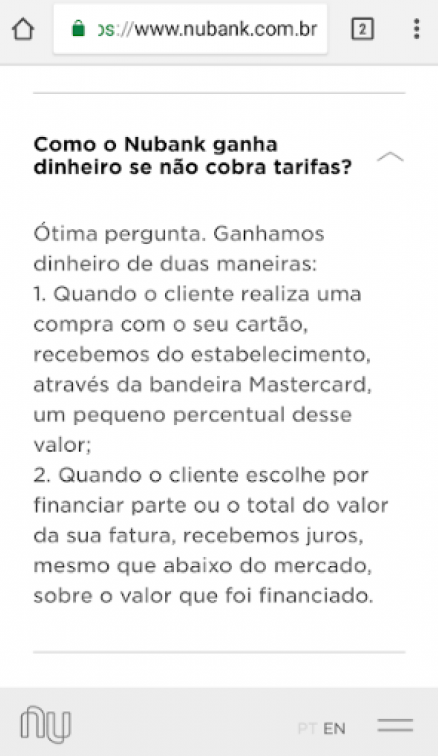 ps://www.nubank.com.br
2
Como o Nubank ganha
dinheiro se não cobra tarifas?
Ótima pergunta. Ganhamos
dinheiro de duas maneiras:
1. Quando o cliente realiza uma
compra com o seu cartão,
recebemos do estabelecimento,
através da bandeira Mastercard,
um pequeno percentual desse
valor;
2. Quando o cliente escolhe por
financiar parte ou o total do valor
da sua fatura, recebemos juros,
mesmo que abaixo do mercado,
sobre o valor que foi financiado.
nu
PT EN